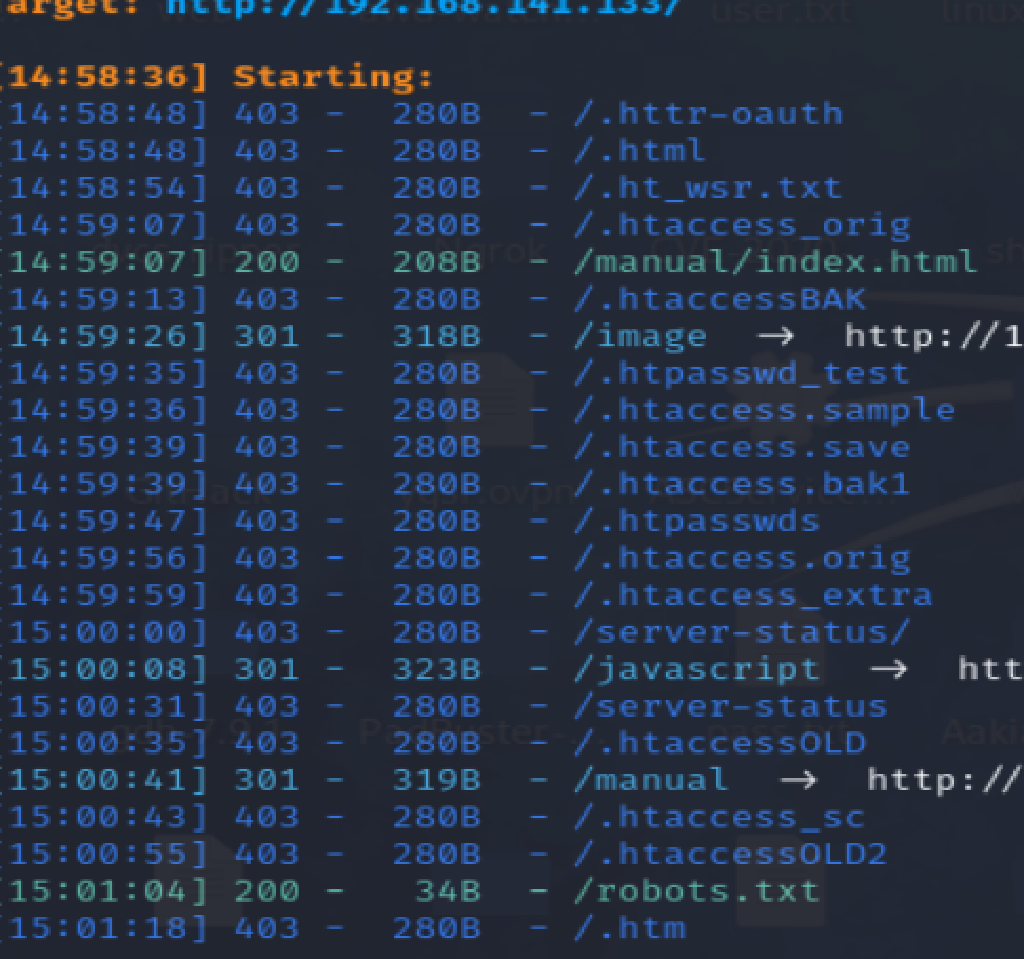 arget: http://192.168.141.133/
[14:58:36] Starting:
[14:58:48] 403 -   280B  - /.httr-oauth
[14:58:48] 403 -   280B  - /.html
[14:58:54] 403 -   280B  - /.ht_wsr.txt
[14:59:07] 403 -   280B  - /.htaccess_orig
[14:59:07] 200 -   208B  - /manual/index.html
[14:59:13] 403 -   280B  - /.htaccessBAK
[14:59:26] 301 -   318B  - /image  →  http://1
[14:59:35] 403 -   280B  - /.htpasswd_test
[14:59:36] 403 -   280B  - /.htaccess.sample
[14:59:39] 403 -   280B  - /.htaccess.save
[14:59:39] 403 -   280B  - /.htaccess.bak1
[14:59:47] 403 -   280B  - /.htpasswds
[14:59:56] 403 -   280B  - /.htaccess.orig
[14:59:59] 403 -   280B  - /.htaccess_extra
[15:00:00] 403 -   280B  - /server-status/
[15:00:08] 301 -   323B  - /javascript  →  htt
[15:00:31] 403 -   280B  - /server-status
[15:00:35] 403 -   280B  - /.htaccessOLD
[15:00:41] 301 -   319B  - /manual  →  http://
[15:00:43] 403 -   280B  - /.htaccess_sc
[15:00:55] 403 -   280B  - /.htaccessOLD2
[15:01:04] 200 -    34B  - /robots.txt
[15:01:18] 403 -   280B  - /.htm